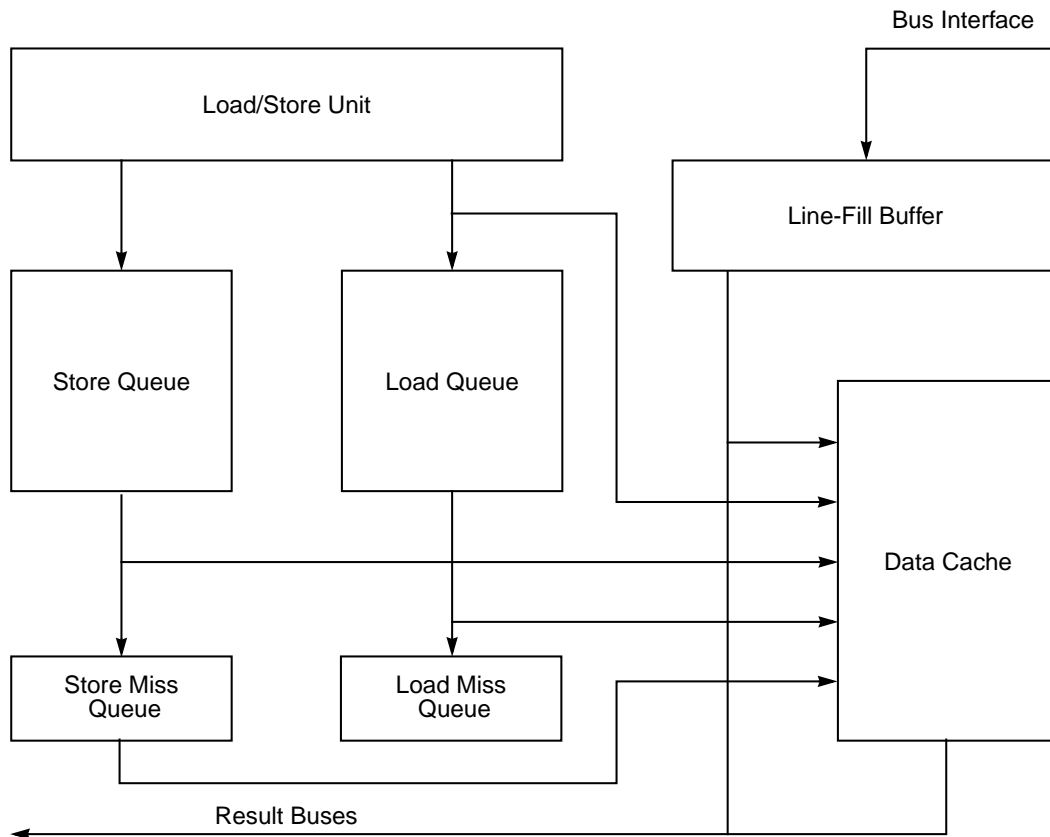 Bus Interface
Load/Store Unit
Line-Fill Buffer
Store Queue
Load Queue
Data Cache
Store Miss
Queue
Load Miss
Queue
Result Buses